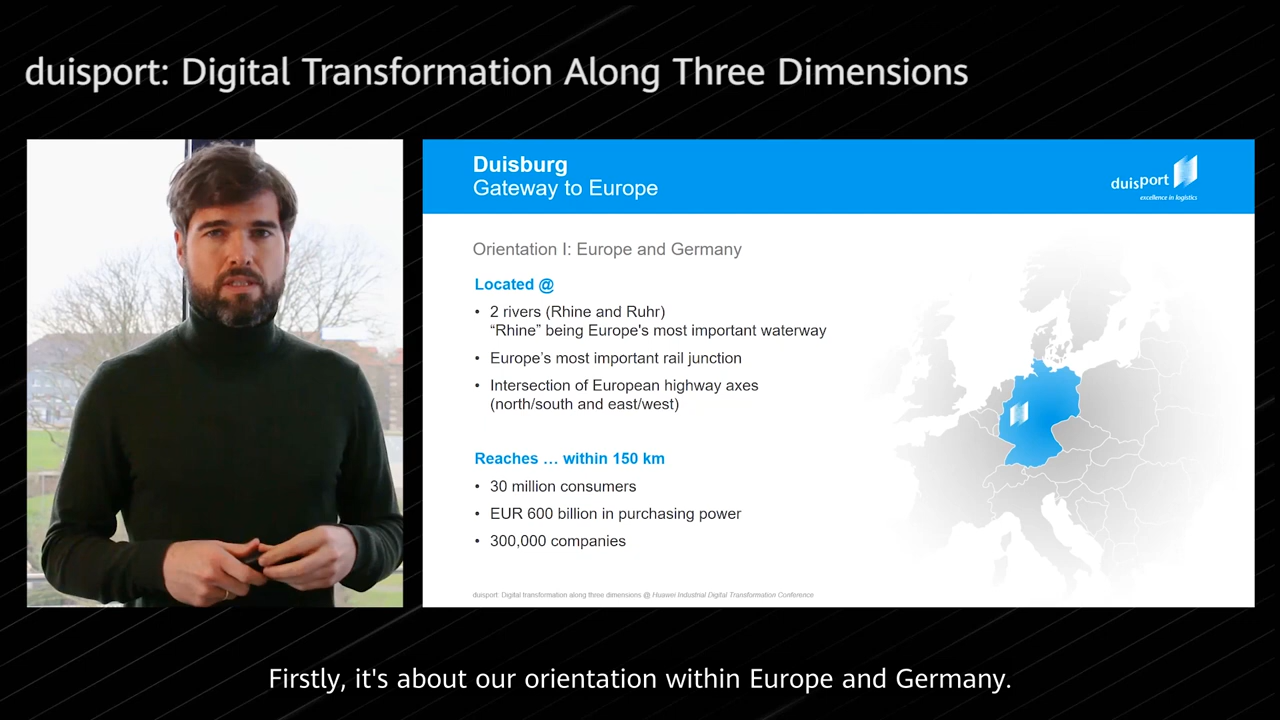 duisport: Digital Transformation Along Three Dimensions
Duisburg
Gateway to Europe
duisport
excellence in logistics
Orientation I: Europe and Germany
Located @
• 2 rivers (Rhine and Ruhr)
“Rhine” being Europe's most important waterway
• Europe’s most important rail junction
• Intersection of European highway axes
(north/south and east/west)
Reaches … within 150 km
• 30 million consumers
• EUR 600 billion in purchasing power
• 300,000 companies
duisport: Digital transformation along three dimensions @ Huawei Industrial Digital Transformation Conference
Firstly, it's about our orientation within Europe and Germany.